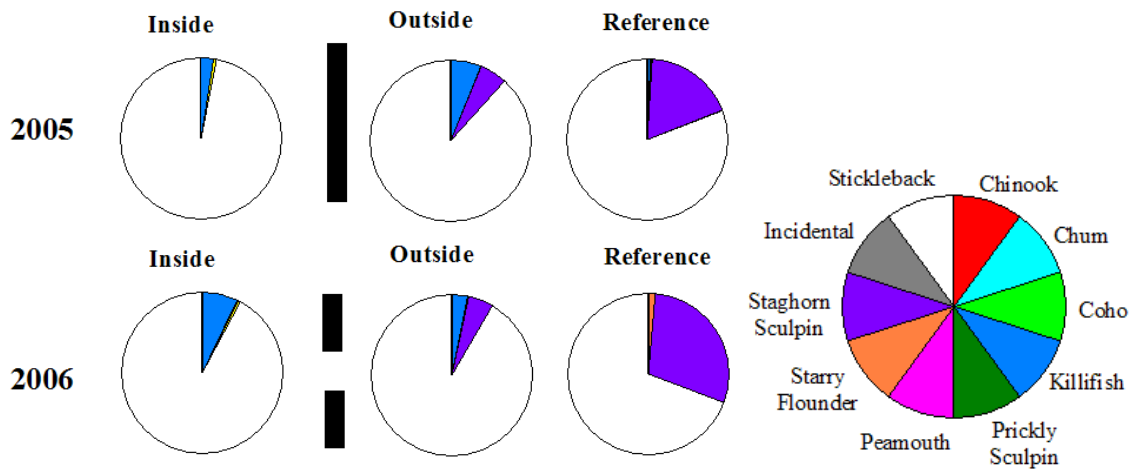 Inside
Outside
Reference
2005
Inside
Outside
Reference
2006
Stickleback
Chinook
Incidental
Chum
Staghorn
Sculpin
Coho
Starry
Flounder
Killifish
Peamouth
Prickly
Sculpin